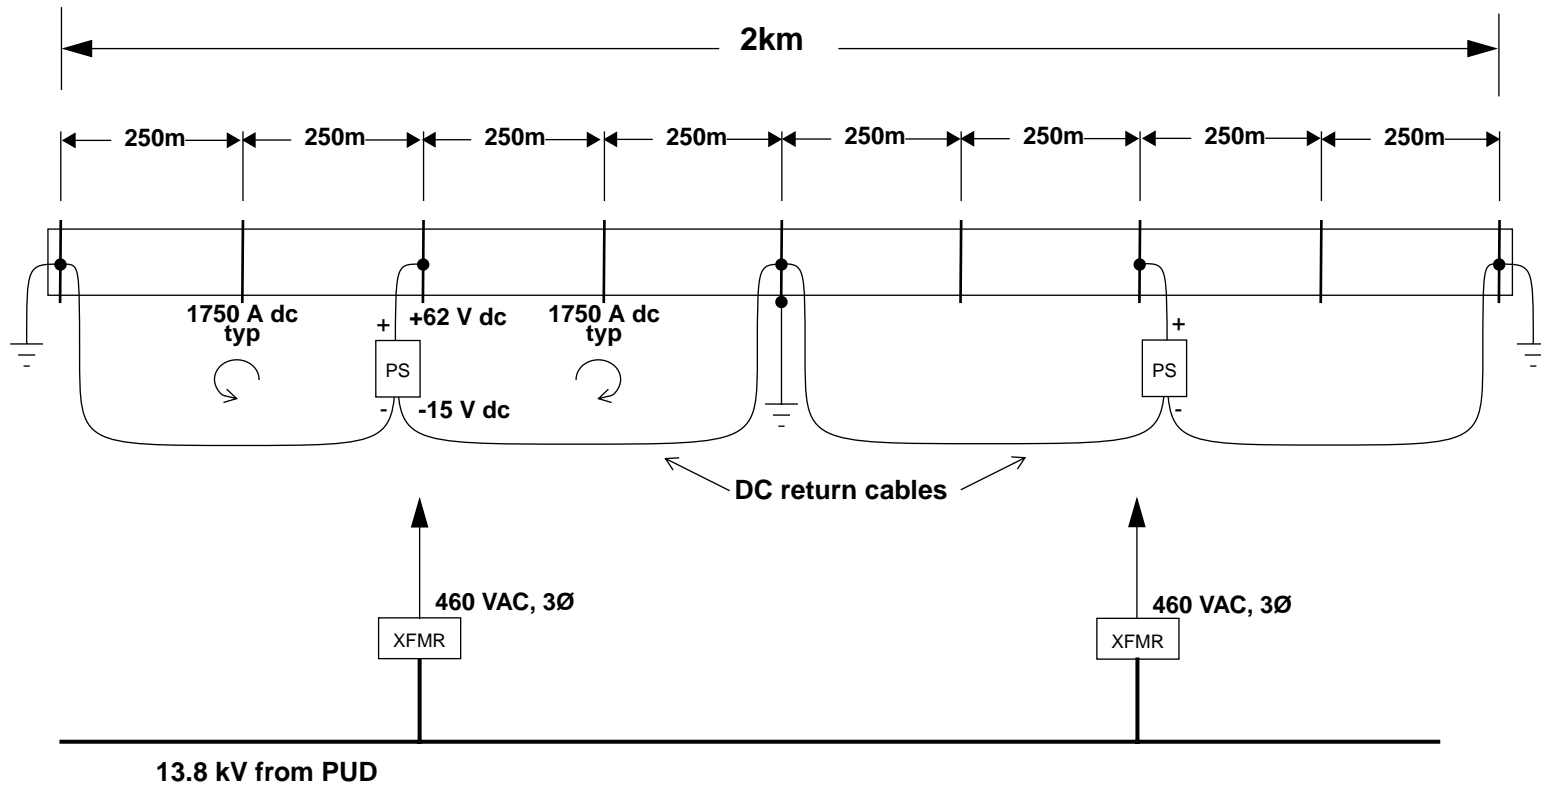 2km
250m 250m 250m 250m 250m 250m 250m 250m
1750 A dc
typ
+
+62 V dc
1750 A dc
typ
+
PS
PS
-
-15 V dc
-
DC return cables
460 VAC, 3Ø
460 VAC, 3Ø
XFMR
XFMR
13.8 kV from PUD